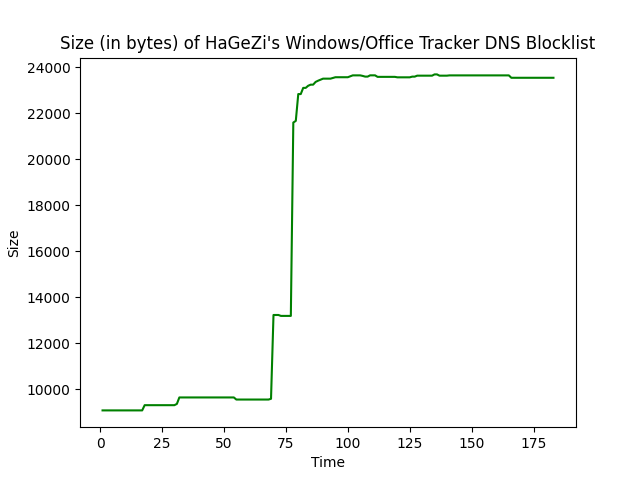 Size (in bytes) of HaGeZi's Windows/Office Tracker DNS Blocklist
24000
22000
20000
18000
16000
14000
12000
10000
Size
0 25 50 75 100 125 150 175
Time